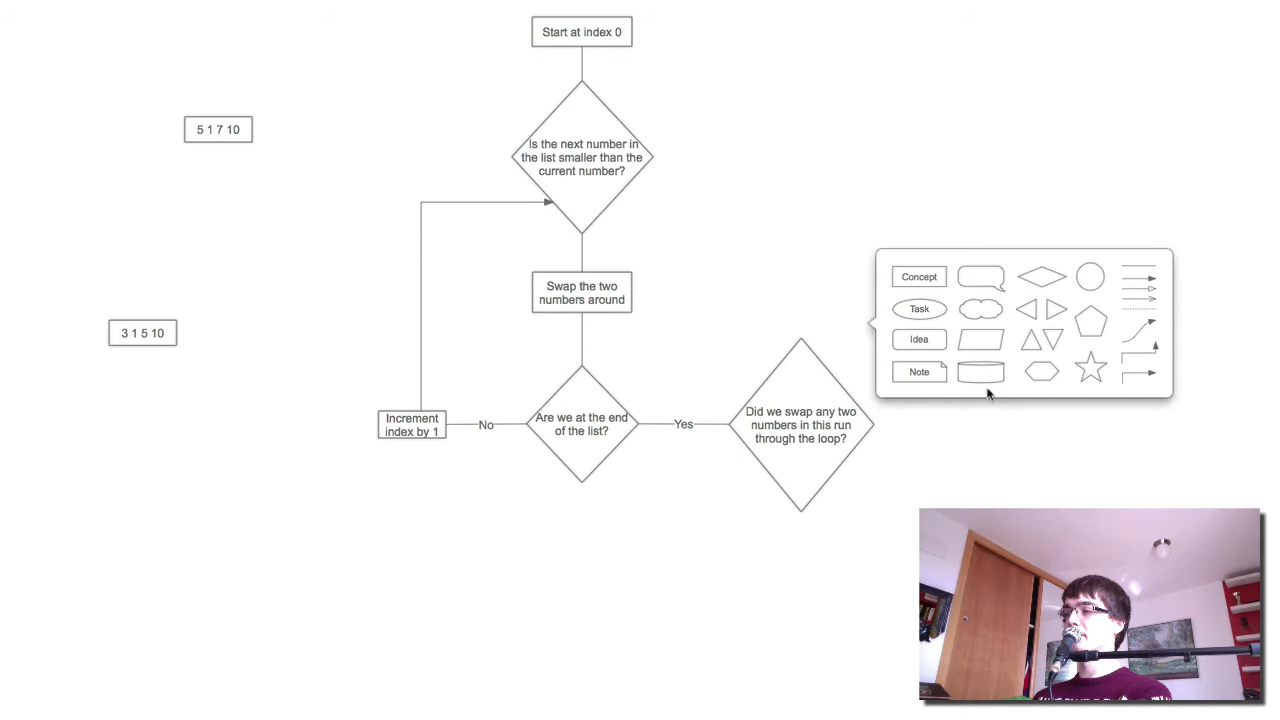 Start at index 0
5 1 7 10
Is the next number in
the list smaller than the
current number?
Swap the two
numbers around
3 1 5 10
Concept
Task
Idea
Note
Increment
index by 1
No
Are we at the end
of the list?
Yes
Did we swap any two
numbers in this run
through the loop?